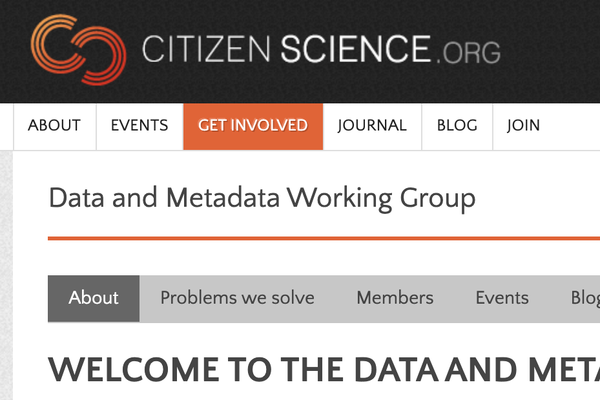 CITIZEN SCIENCE.ORG
ABOUT EVENTS GET INVOLVED JOURNAL BLOG JOIN
Data and Metadata Working Group
About Problems we solve Members Events Blog
WELCOME TO THE DATA AND META